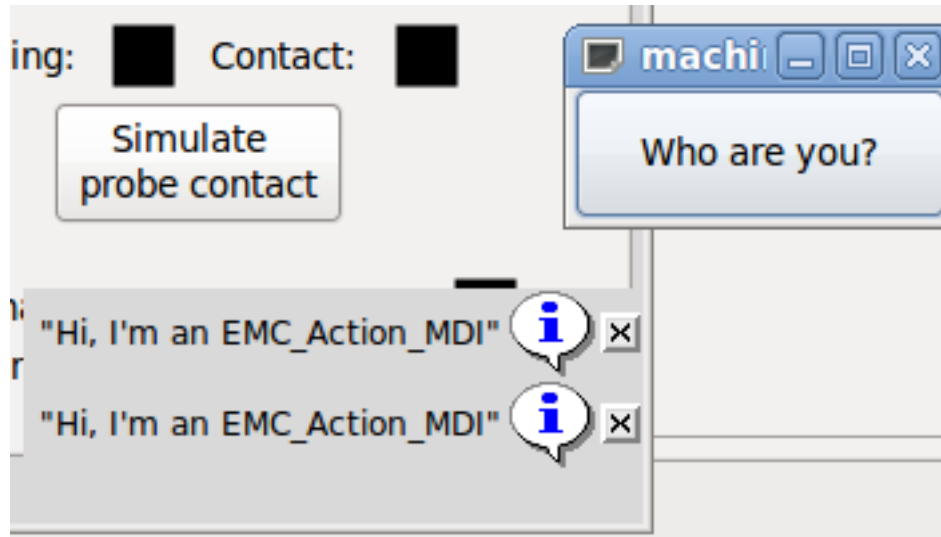 ing: Contact:
machi
Simulate
probe contact
Who are you?
"Hi, I'm an EMC_Action_MDI"
"Hi, I'm an EMC_Action_MDI"